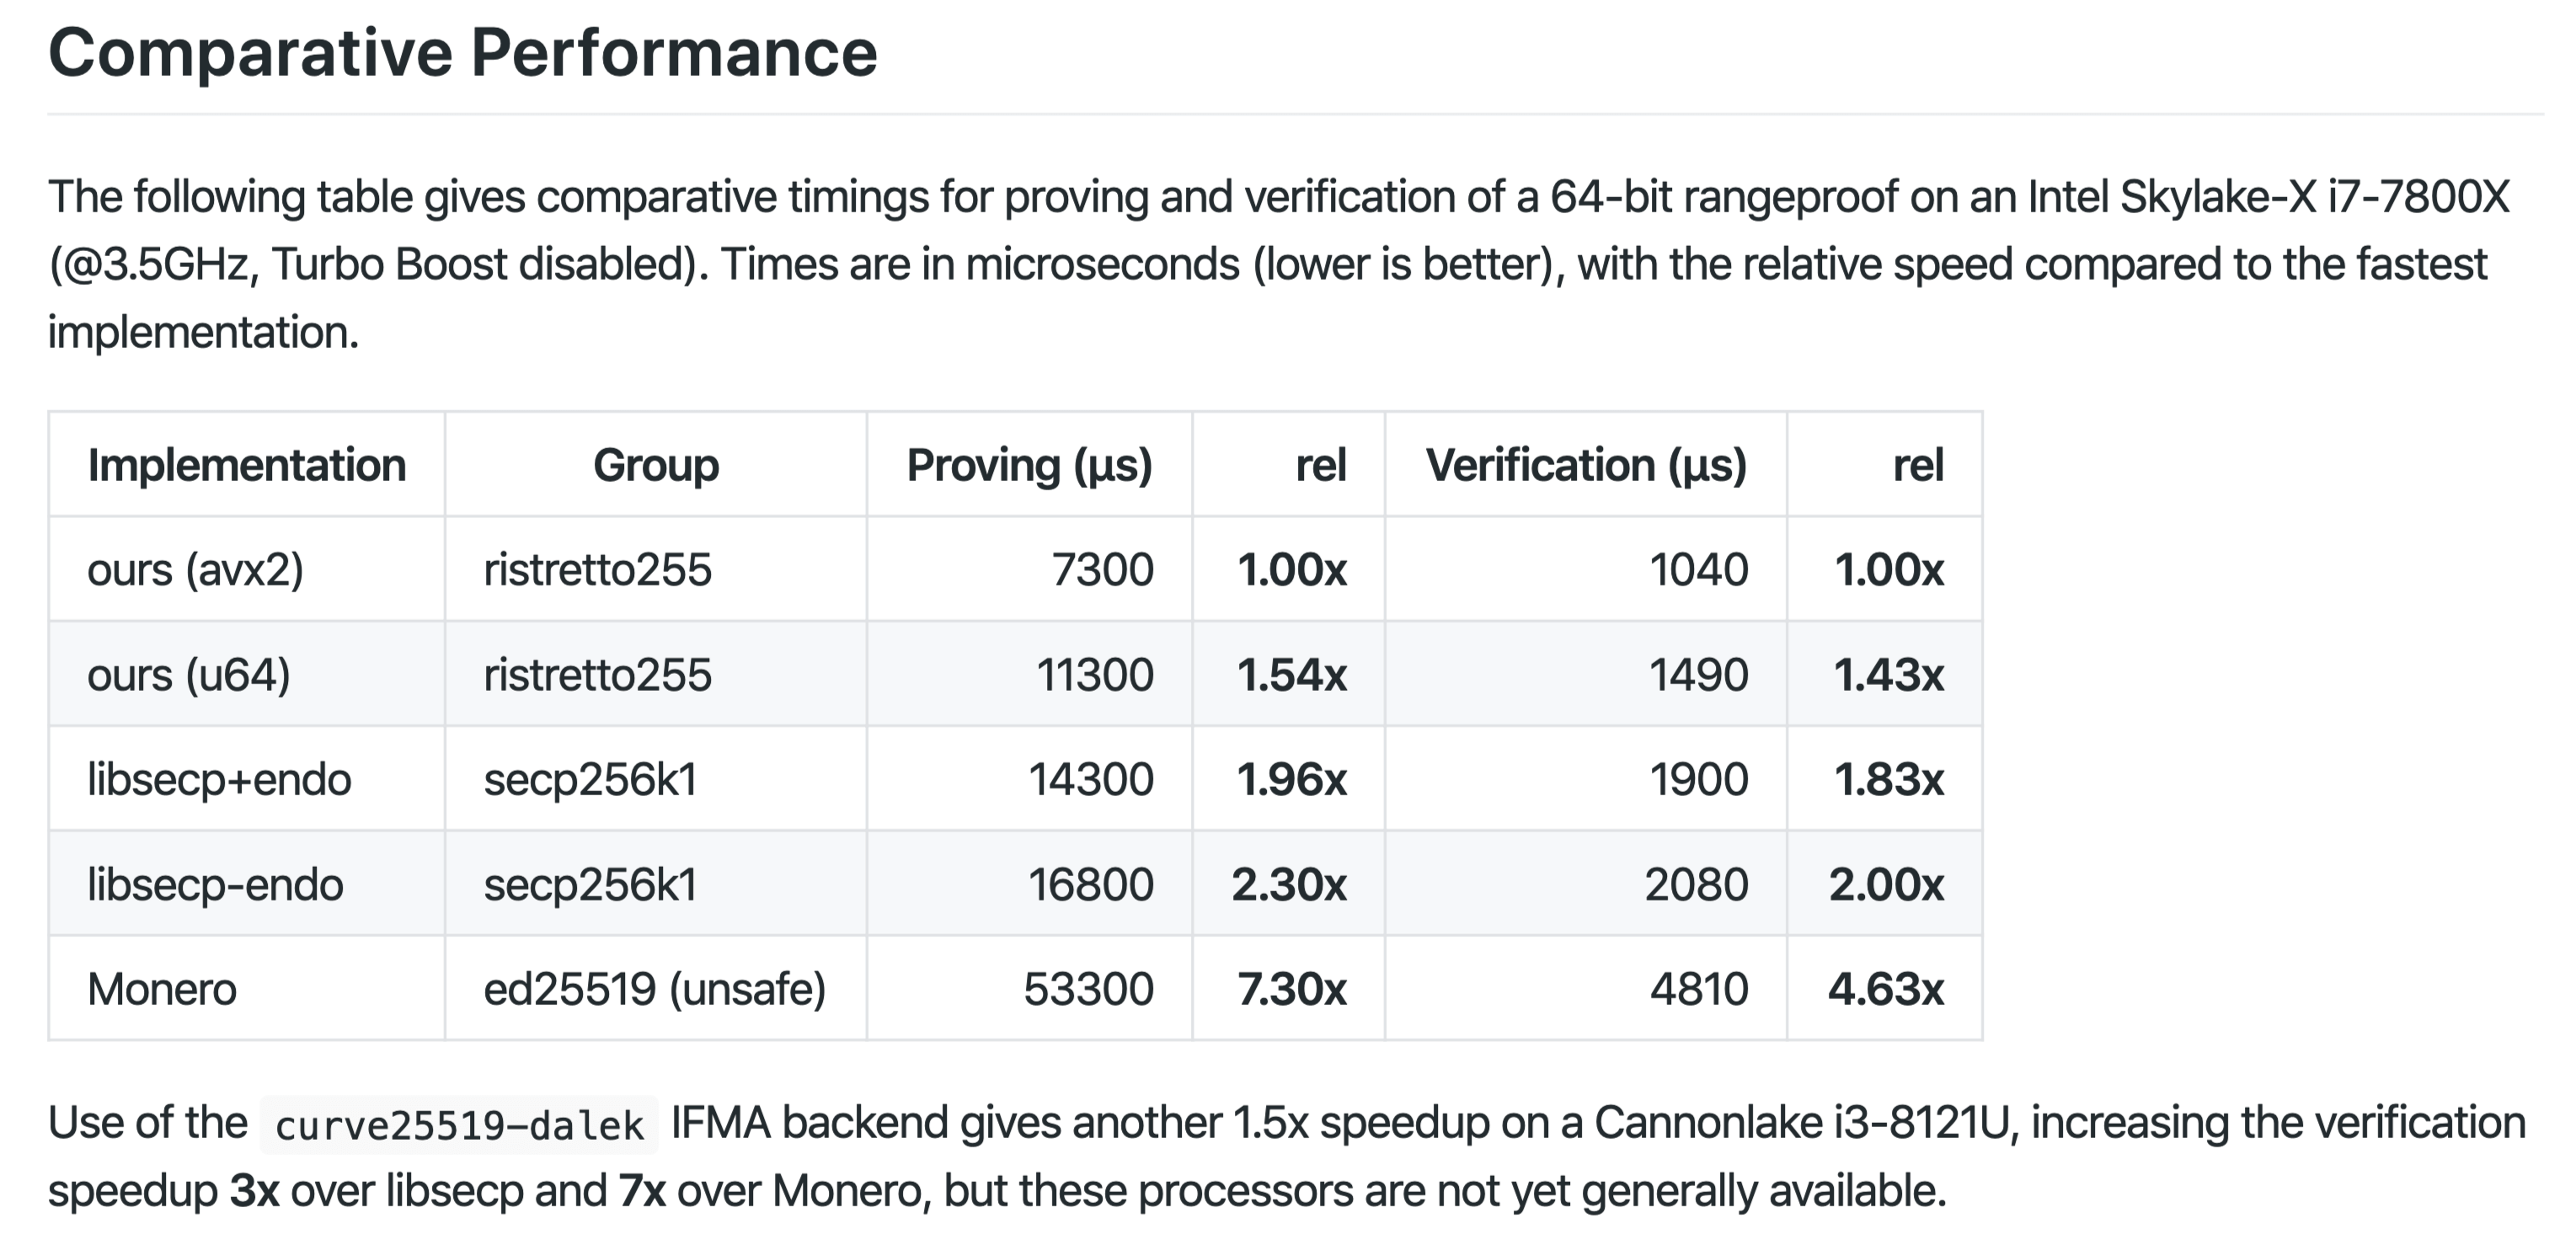 Comparative Performance
The following table gives comparative timings for proving and verification of a 64-bit rangeproof on an Intel Skylake-X i7-7800X
(@3.5GHz, Turbo Boost disabled). Times are in microseconds (lower is better), with the relative speed compared to the fastest
implementation.
Implementation Group Proving (μs) rel Verification (μs) rel
ours (avx2) ristretto255 7300 1.00x 1040 1.00x
ours (u64) ristretto255 11300 1.54x 1490 1.43x
libsecp+endo secp256k1 14300 1.96x 1900 1.83x
libsecp-endo secp256k1 16800 2.30x 2080 2.00x
Monero ed25519 (unsafe) 53300 7.30x 4810 4.63x
Use of the curve25519-dalek IFMA backend gives another 1.5x speedup on a Cannonlake i3-8121U, increasing the verification
speedup 3x over libsecp and 7x over Monero, but these processors are not yet generally available.